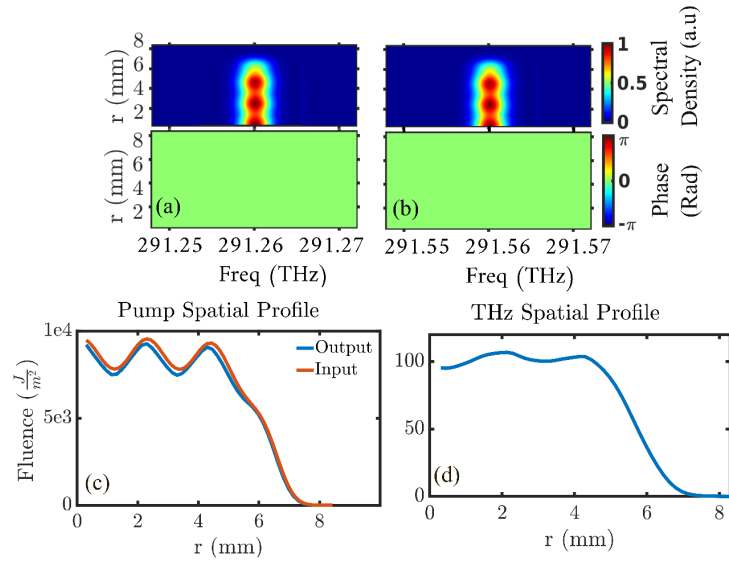 8
6
4
2
r (mm)
1
0.5
0
Spectral
Density (a.u)
8
6
4
2
r (mm)
(a)
(b)
π
0
-π
Phase
(Rad)
291.25 291.26 291.27
291.55 291.56 291.57
Freq (THz)
Freq (THz)
Pump Spatial Profile
1e4
5e3
0
Fluence (J/m²)
Output
Input
(c)
0 2 4 6 8
r (mm)
THz Spatial Profile
100
50
0
(d)
0 2 4 6 8
r (mm)